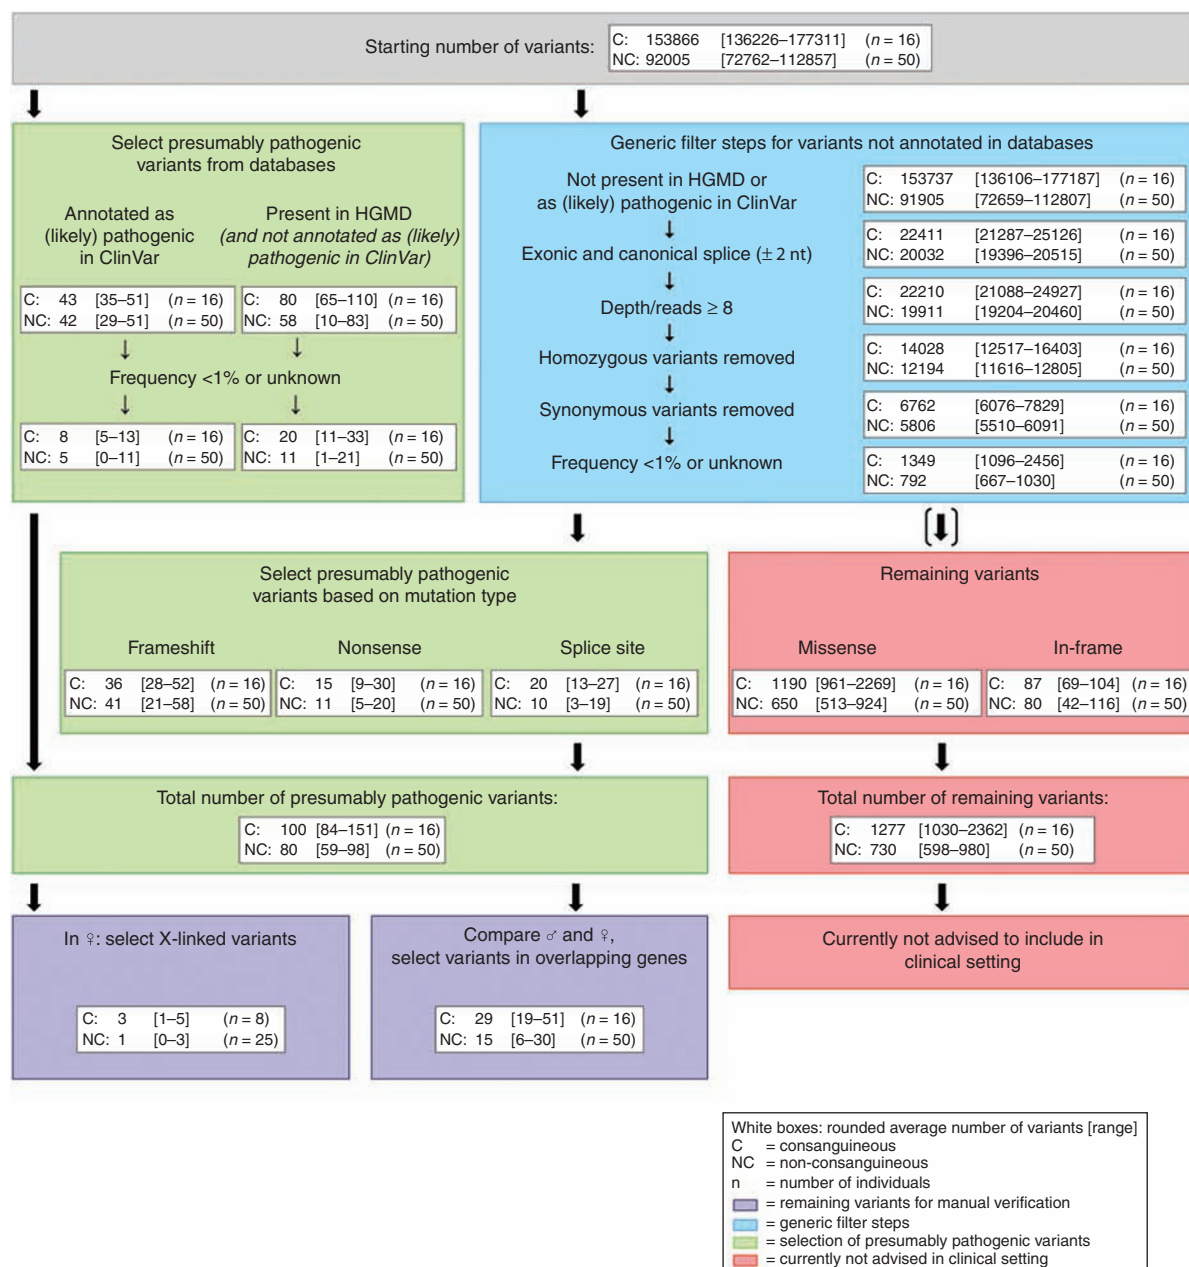 Starting number of variants:
C: 153866 [136226–177311] (n = 16)
NC: 92005 [72762–112857] (n = 50)
Select presumably pathogenic
variants from databases
Annotated as
(likely) pathogenic
in ClinVar
Present in HGMD
(and not annotated as (likely)
pathogenic in ClinVar)
C: 43 [35–51] (n = 16)
NC: 42 [29–51] (n = 50)
C: 80 [65–110] (n = 16)
NC: 58 [10–83] (n = 50)
↓ ↓
Frequency <1% or unknown
↓ ↓
C: 8 [5–13] (n = 16)
NC: 5 [0–11] (n = 50)
C: 20 [11–33] (n = 16)
NC: 11 [1–21] (n = 50)
Generic filter steps for variants not annotated in databases
Not present in HGMD or
as (likely) pathogenic in ClinVar
C: 153737 [136106–177187] (n = 16)
NC: 91905 [72659–112807] (n = 50)
↓
Exonic and canonical splice (± 2 nt)
C: 22411 [21287–25126] (n = 16)
NC: 20032 [19396–20515] (n = 50)
↓
Depth/reads ≥ 8
C: 22210 [21088–24927] (n = 16)
NC: 19911 [19204–20460] (n = 50)
↓
Homozygous variants removed
C: 14028 [12517–16403] (n = 16)
NC: 12194 [11616–12805] (n = 50)
↓
Synonymous variants removed
C: 6762 [6076–7829] (n = 16)
NC: 5806 [5510–6091] (n = 50)
↓
Frequency <1% or unknown
C: 1349 [1096–2456] (n = 16)
NC: 792 [667–1030] (n = 50)
Select presumably pathogenic
variants based on mutation type
Frameshift
C: 36 [28–52] (n = 16)
NC: 41 [21–58] (n = 50)
Nonsense
C: 15 [9–30] (n = 16)
NC: 11 [5–20] (n = 50)
Splice site
C: 20 [13–27] (n = 16)
NC: 10 [3–19] (n = 50)
Remaining variants
Missense
C: 1190 [961–2269] (n = 16)
NC: 650 [513–924] (n = 50)
In-frame
C: 87 [69–104] (n = 16)
NC: 80 [42–116] (n = 50)
Total number of presumably pathogenic variants:
C: 100 [84–151] (n = 16)
NC: 80 [59–98] (n = 50)
Total number of remaining variants:
C: 1277 [1030–2362] (n = 16)
NC: 730 [598–980] (n = 50)
In ♀: select X-linked variants
C: 3 [1–5] (n = 8)
NC: 1 [0–3] (n = 25)
Compare ♂ and ♀,
select variants in overlapping genes
C: 29 [19–51] (n = 16)
NC: 15 [6–30] (n = 50)
Currently not advised to include in
clinical setting
White boxes: rounded average number of variants [range]
C = consanguineous
NC = non-consanguineous
n = number of individuals
= remaining variants for manual verification
= generic filter steps
= selection of presumably pathogenic variants
= currently not advised in clinical setting